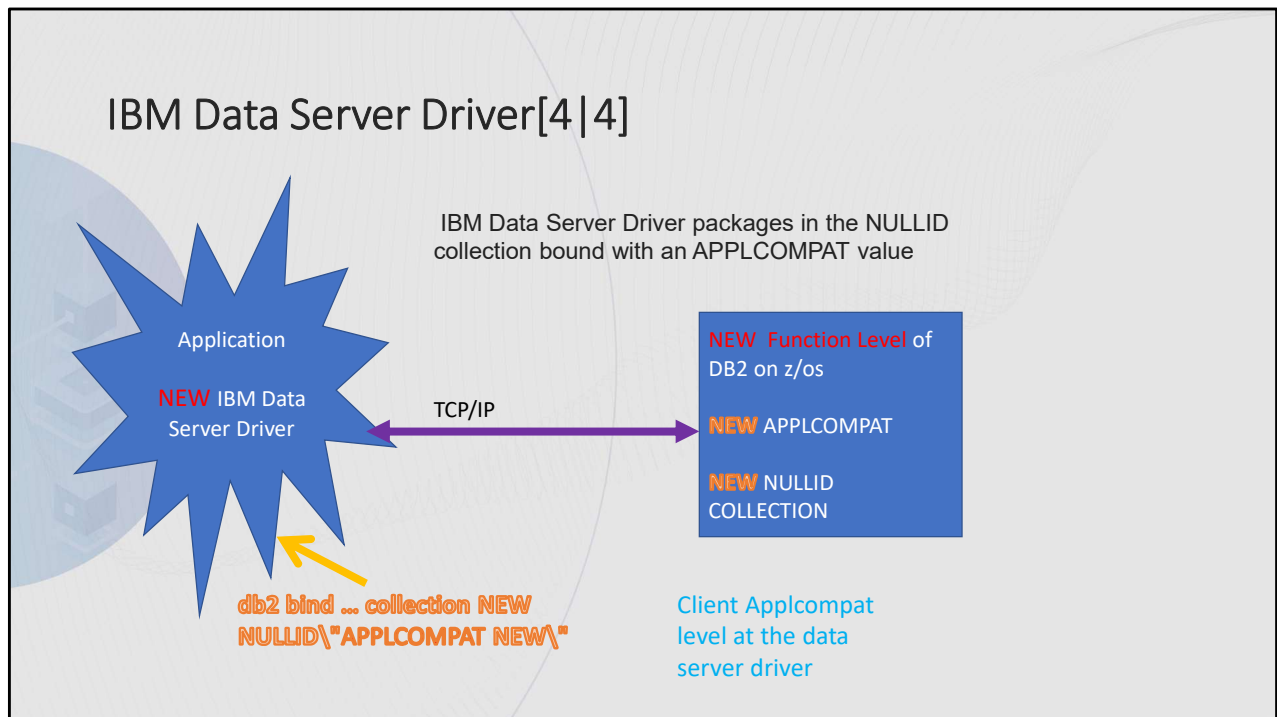 IBM Data Server Driver[4|4]
IBM Data Server Driver packages in the NULLID
collection bound with an APPLCOMPAT value
Application
NEW IBM Data
Server Driver
TCP/IP
NEW  Function Level of
DB2 on z/os
NEW APPLCOMPAT
NEW NULLID
COLLECTION
db2 bind ... collection NEW
NULLID\"APPLCOMPAT NEW\"
Client Applcompat
level at the data
server driver